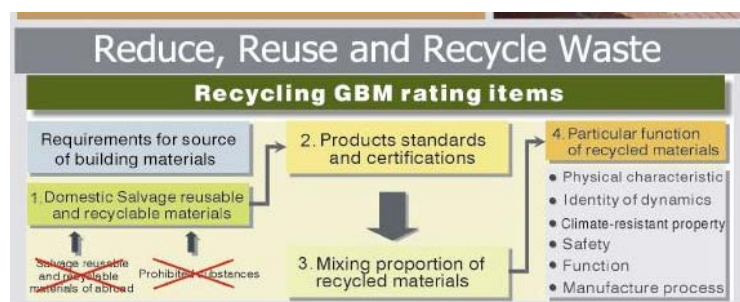 Reduce, Reuse and Recycle Waste
Recycling GBM rating items
Requirements for source
of building materials
1. Domestic Salvage reusable
and recyclable materials
Salvage reusable
and recyclable
materials of abroad
Prohibited substances
2. Products standards
and certifications
3. Mixing proportion of
recycled materials
4. Particular function
of recycled materials
• Physical characteristic
• Identity of dynamics
• Climate-resistant property
• Safety
• Function
• Manufacture process